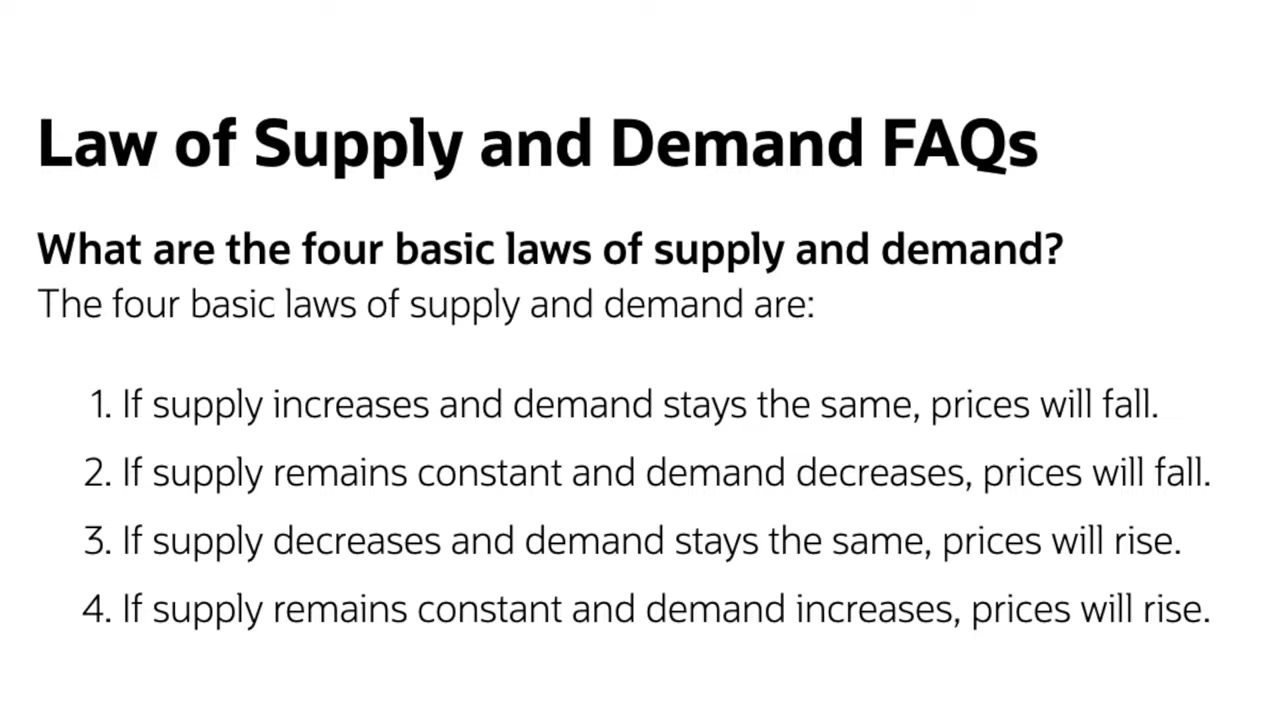 Law of Supply and Demand FAQs
What are the four basic laws of supply and demand?
The four basic laws of supply and demand are:
1. If supply increases and demand stays the same, prices will fall.
2. If supply remains constant and demand decreases, prices will fall.
3. If supply decreases and demand stays the same, prices will rise.
4. If supply remains constant and demand increases, prices will rise.